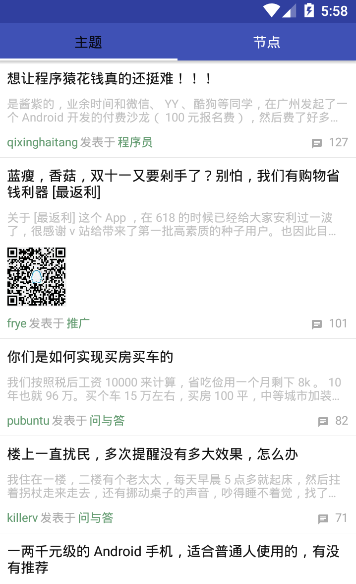 5:58
主题
节点
想让程序猿花钱真的还挺难！！！
是酱紫的，业余时间和微信、 YY 、酷狗等同学，在广州发起了一
个 Android 开发的付费沙龙（ 100 元报名费），然后费了好多...
qixinghaitang 发表于 程序员
127
蓝瘦，香菇，双十一又要剁手了？别怕，我们有购物省
钱利器 [最返利]
关于 [最返利] 这个 App ，在 618 的时候已经给大家安利过一泼
了，很感谢 v 站给带来了第一批高素质的种子用户。也因此目...
frye 发表于 推广
101
你们是如何实现买房买车的
我们按照税后工资 10000 来计算，省吃俭用一个月剩下 8k 。 10
年也就 96 万。买个车 15 万左右，买房 100 平，中等城市加装...
pubuntu 发表于 问与答
82
楼上一直扰民，多次提醒没有多大效果，怎么办
我住在一楼，二楼有个老太太，每天早晨 5 点多就起床，然后拄
着拐杖走来走去，还有挪动桌子的声音，吵得睡不着觉，找了...
killerv 发表于 问与答
71
一两千元级的 Android 手机，适合普通人使用的，有没
有推荐